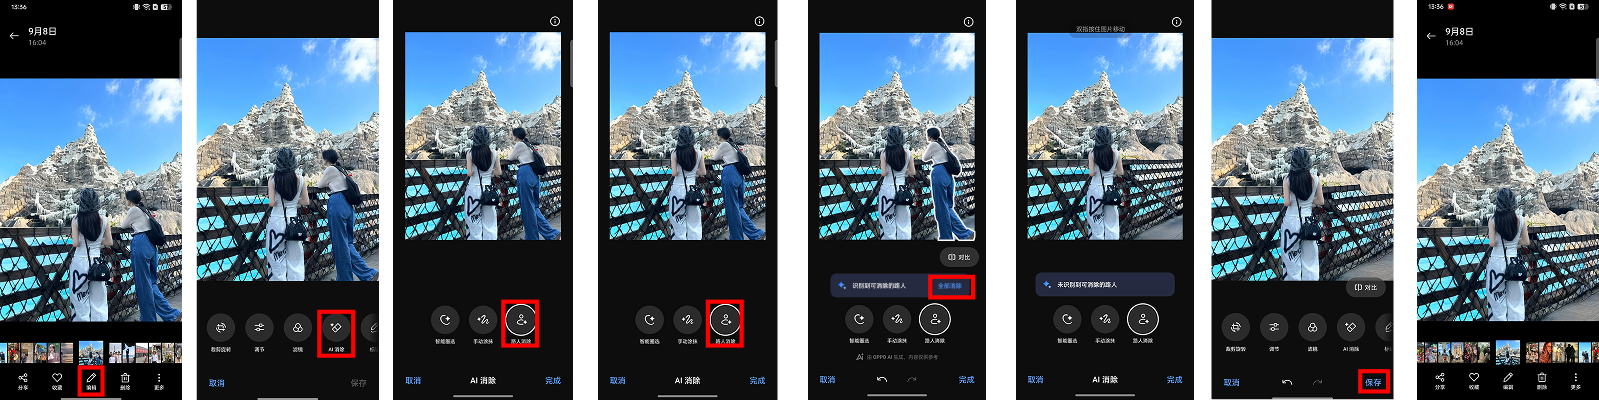 13:36
9月8日
16:04
分享
收藏
编辑
删除
更多
裁剪旋转
调节
滤镜
AI 消除
取消
保存
智能圈选
手动涂抹
路人消除
取消
AI 消除
完成
智能圈选
手动涂抹
路人消除
取消
AI 消除
完成
对比
识别到可消除的路人
全部消除
智能圈选
手动涂抹
路人消除
由 OPPO AI 生成，内容仅供参考
取消
完成
双指按住图片移动
未识别到可消除的路人
智能圈选
手动涂抹
路人消除
取消
AI 消除
完成
对比
裁剪旋转
调节
滤镜
AI 消除
取消
保存
13:36
9月8日
16:04
分享
收藏
编辑
删除
更多